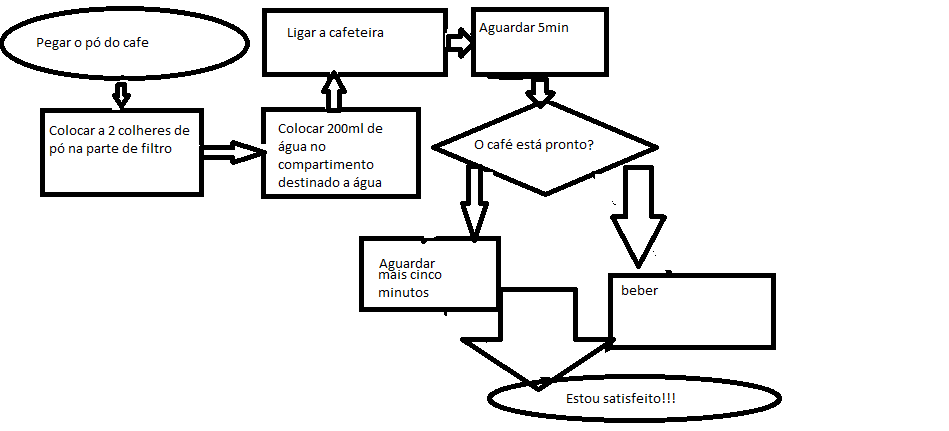 Pegar o pó do cafe
Colocar a 2 colheres de
pó na parte de filtro
Colocar 200ml de
água no
compartimento
destinado a água
Ligar a cafeteira
Aguardar 5min
O café está pronto?
Aguardar
mais cinco
minutos
beber
Estou satisfeito!!!